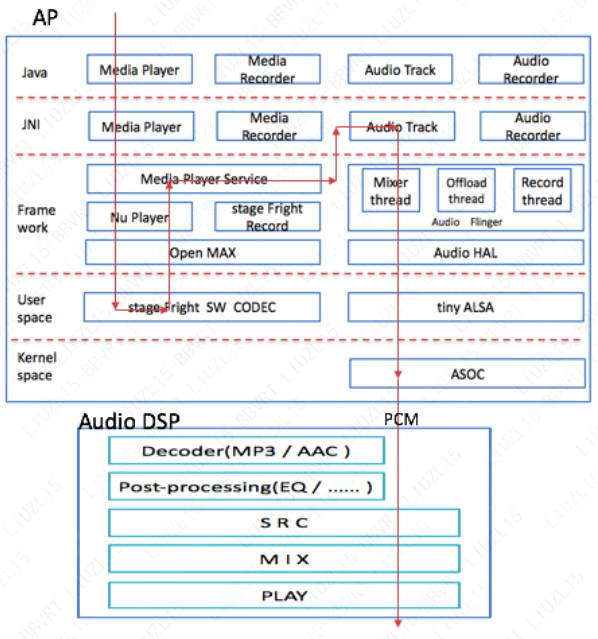 AP
Java
Media Player
Media
Recorder
Audio Track
Audio
Recorder
JNI
Media Player
Media
Recorder
Audio Track
Audio
Recorder
Frame
work
Media Player Service
Nu Player
stage Fright
Record
Mixer
thread
Offload
thread
Record
thread
Audio Flinger
Open MAX
Audio HAL
User
space
stage Fright SW CODEC
tiny ALSA
Kernel
space
ASOC
Audio DSP
PCM
Decoder(MP3 / AAC )
Post-processing(EQ / ...... )
S R C
M I X
PLAY